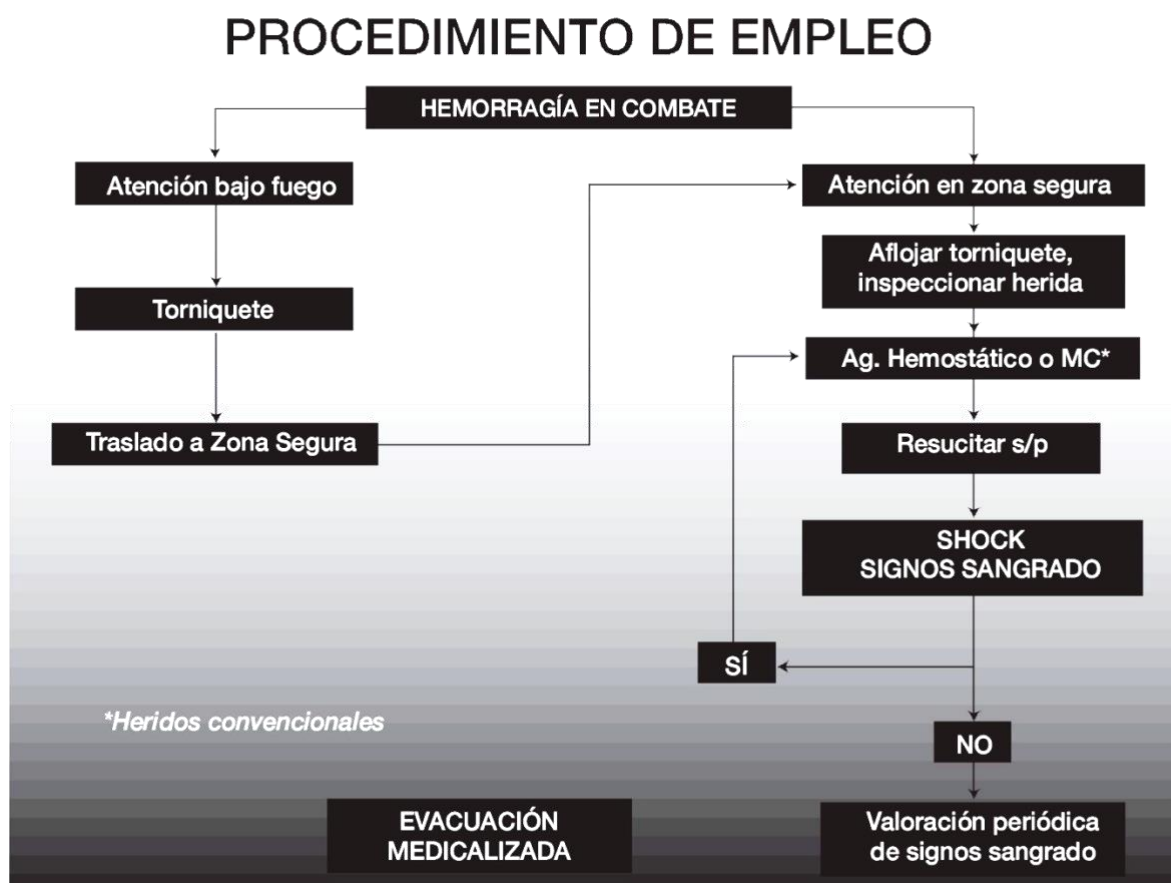 PROCEDIMIENTO DE EMPLEO
HEMORRAGÍA EN COMBATE
Atención bajo fuego
Torniquete
Traslado a Zona Segura
Atención en zona segura
Aflojar torniquete,
inspeccionar herida
Ag. Hemostático o MC*
Resucitar s/p
SHOCK
SIGNOS SANGRADO
SÍ
NO
Valoración periódica
de signos sangrado
*Heridos convencionales
EVACUACIÓN
MEDICALIZADA